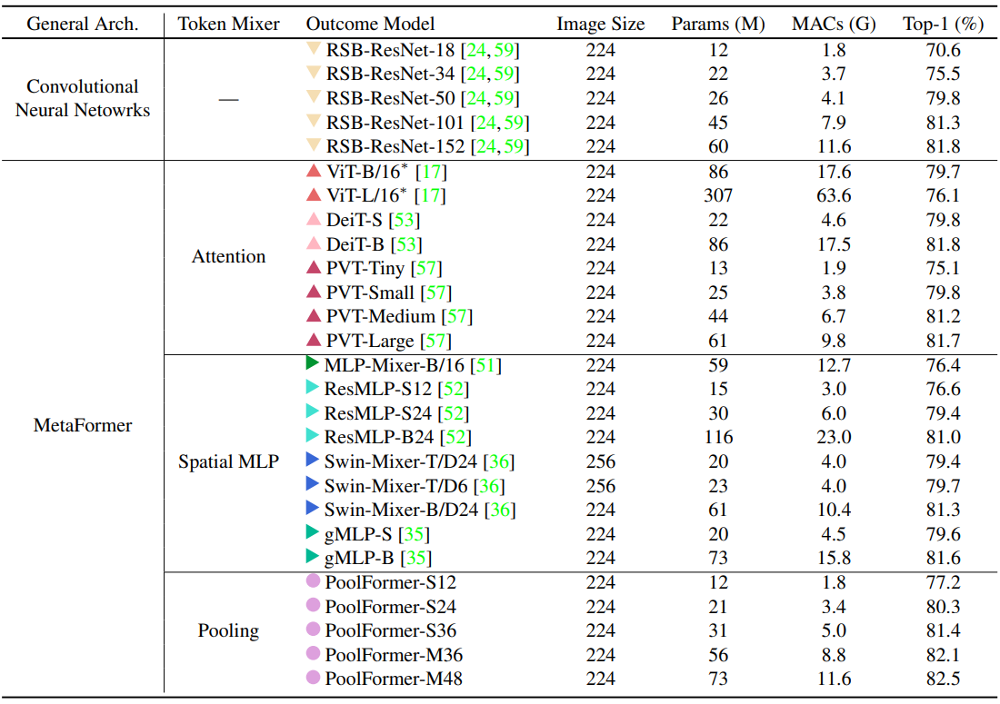 General Arch. Token Mixer Outcome Model Image Size Params (M) MACs (G) Top-1 (%)
Convolutional
Neural Netowrks
—
▼ RSB-ResNet-18 [24,59] 224 12 1.8 70.6
▼ RSB-ResNet-34 [24,59] 224 22 3.7 75.5
▼ RSB-ResNet-50 [24,59] 224 26 4.1 79.8
▼ RSB-ResNet-101 [24,59] 224 45 7.9 81.3
▼ RSB-ResNet-152 [24,59] 224 60 11.6 81.8
MetaFormer
Attention
▲ ViT-B/16* [17] 224 86 17.6 79.7
▲ ViT-L/16* [17] 224 307 63.6 76.1
▲ DeiT-S [53] 224 22 4.6 79.8
▲ DeiT-B [53] 224 86 17.5 81.8
▲ PVT-Tiny [57] 224 13 1.9 75.1
▲ PVT-Small [57] 224 25 3.8 79.8
▲ PVT-Medium [57] 224 44 6.7 81.2
▲ PVT-Large [57] 224 61 9.8 81.7
Spatial MLP
▶ MLP-Mixer-B/16 [51] 224 59 12.7 76.4
▶ ResMLP-S12 [52] 224 15 3.0 76.6
▶ ResMLP-S24 [52] 224 30 6.0 79.4
▶ ResMLP-B24 [52] 224 116 23.0 81.0
▶ Swin-Mixer-T/D24 [36] 256 20 4.0 79.4
▶ Swin-Mixer-T/D6 [36] 256 23 4.0 79.7
▶ Swin-Mixer-B/D24 [36] 224 61 10.4 81.3
▶ gMLP-S [35] 224 20 4.5 79.6
▶ gMLP-B [35] 224 73 15.8 81.6
Pooling
● PoolFormer-S12 224 12 1.8 77.2
● PoolFormer-S24 224 21 3.4 80.3
● PoolFormer-S36 224 31 5.0 81.4
● PoolFormer-M36 224 56 8.8 82.1
● PoolFormer-M48 224 73 11.6 82.5